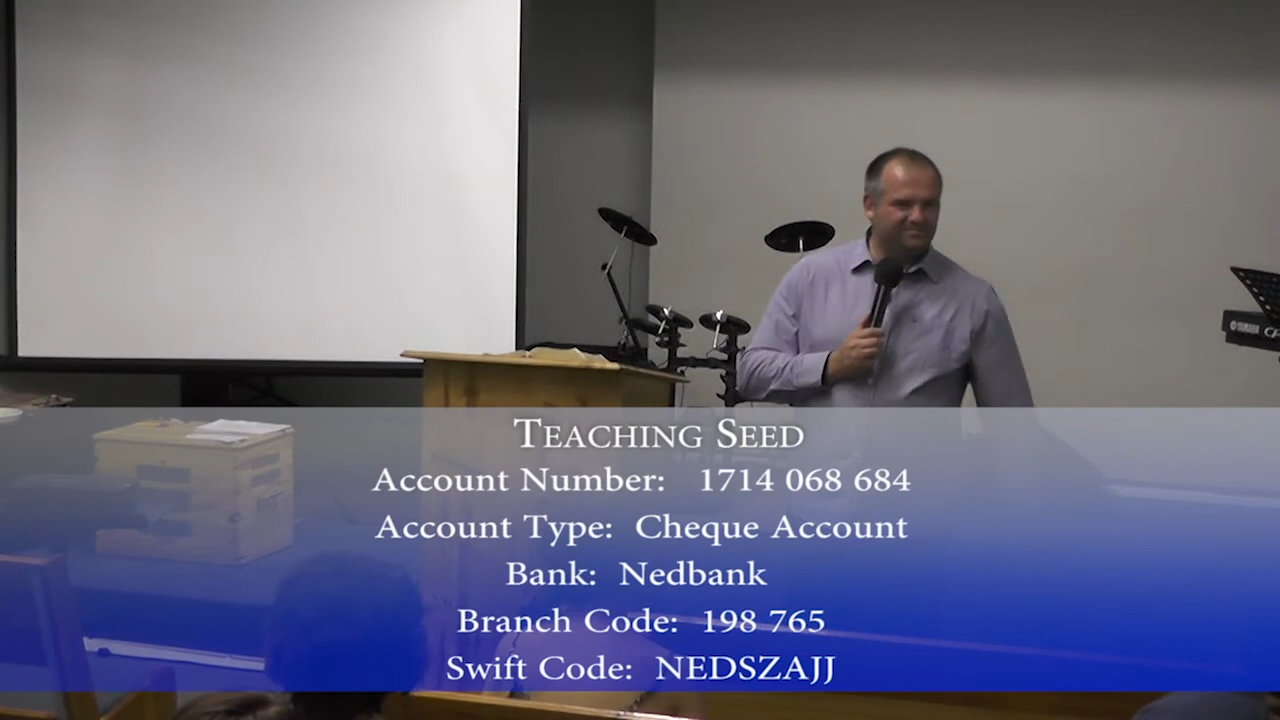 YAMAHA
TEACHING SEED
Account Number: 1714 068 684
Account Type: Cheque Account
Bank: Nedbank
Branch Code: 198 765
Swift Code: NEDSZAJJ